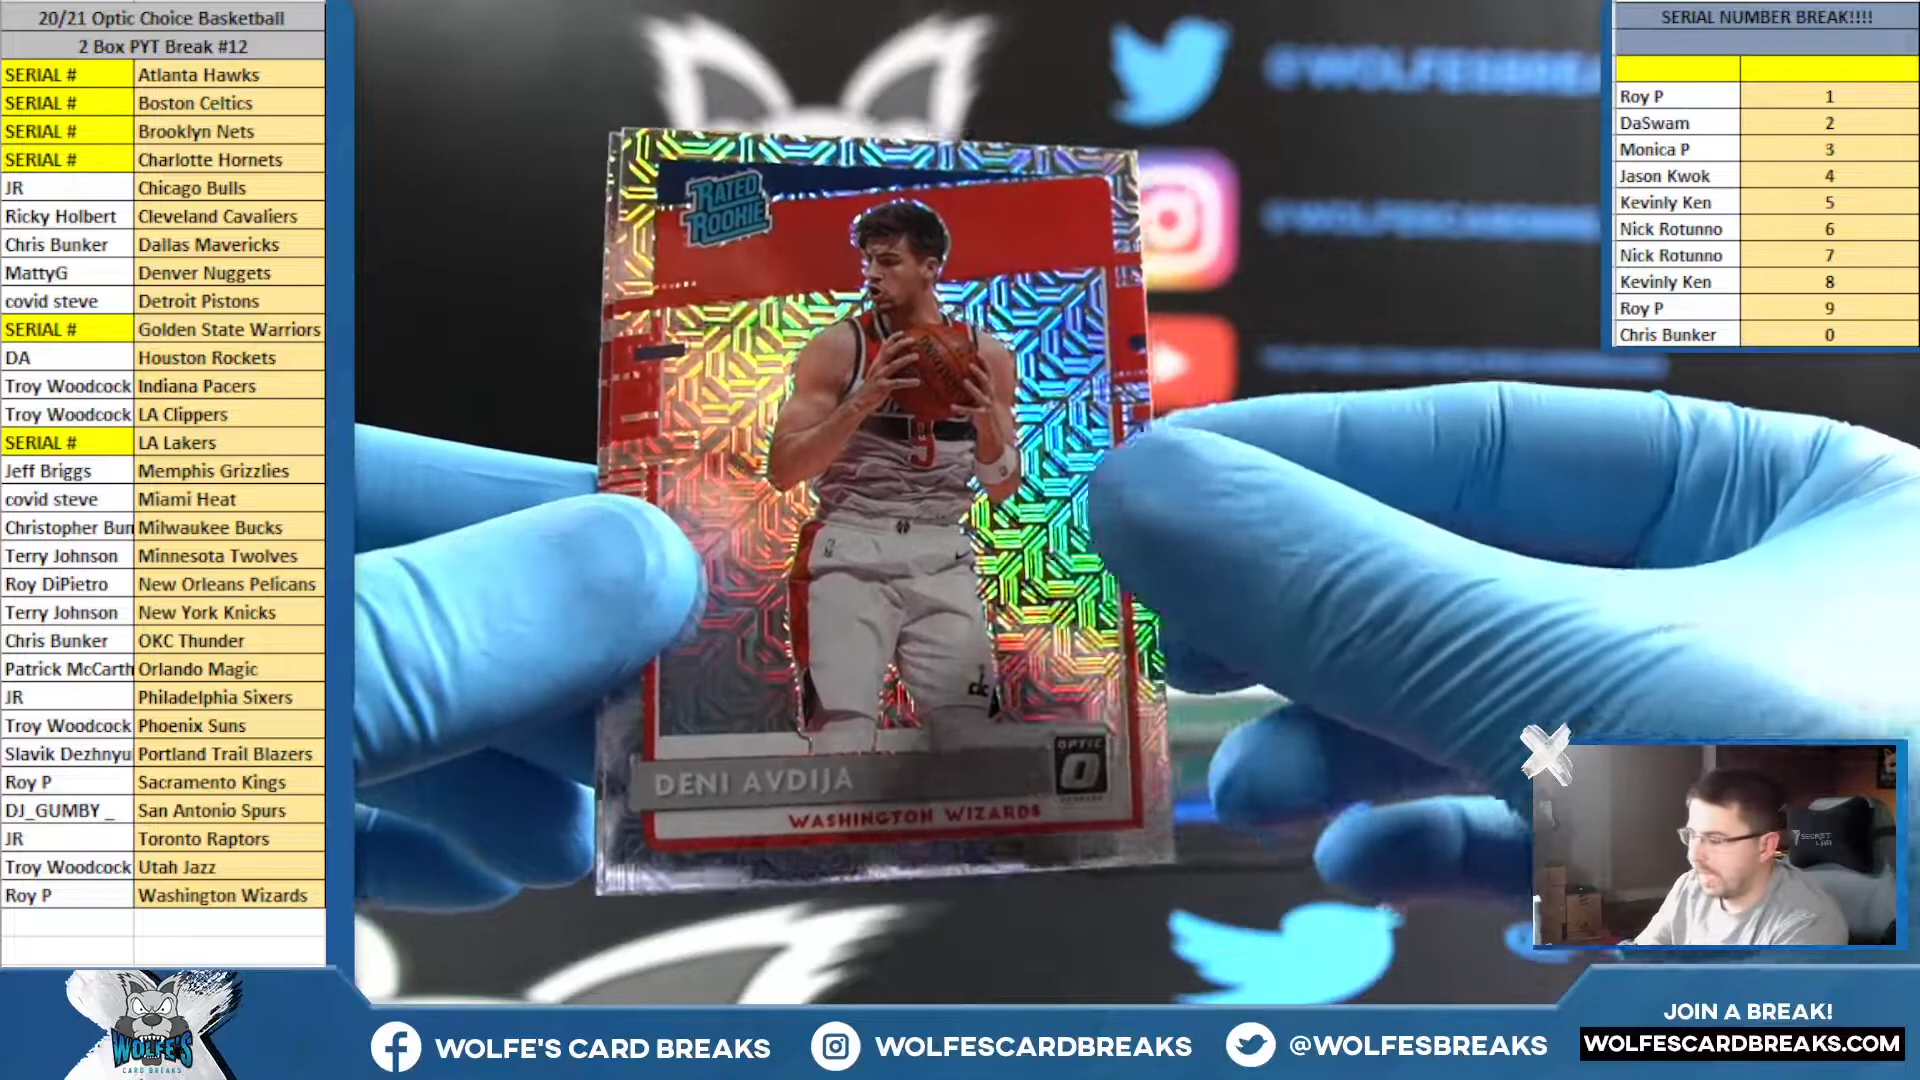 20/21 Optic Choice Basketball
2 Box PYT Break #12
SERIAL # Atlanta Hawks
SERIAL # Boston Celtics
SERIAL # Brooklyn Nets
SERIAL # Charlotte Hornets
JR Chicago Bulls
Ricky Holbert Cleveland Cavaliers
Chris Bunker Dallas Mavericks
MattyG Denver Nuggets
covid steve Detroit Pistons
SERIAL # Golden State Warriors
DA Houston Rockets
Troy Woodcock Indiana Pacers
Troy Woodcock LA Clippers
SERIAL # LA Lakers
Jeff Briggs Memphis Grizzlies
covid steve Miami Heat
Christopher Bun Milwaukee Bucks
Terry Johnson Minnesota Twolves
Roy DiPietro New Orleans Pelicans
Terry Johnson New York Knicks
Chris Bunker OKC Thunder
Patrick McCarth Orlando Magic
JR Philadelphia Sixers
Troy Woodcock Phoenix Suns
Slavik Dezhnyu Portland Trail Blazers
Roy P Sacramento Kings
DJ_GUMBY_ San Antonio Spurs
JR Toronto Raptors
Troy Woodcock Utah Jazz
Roy P Washington Wizards
RATED
ROOKIE
9
DENI AVDIJA
OPTIC
WASHINGTON WIZARDS
@WOLFESBREA
SERIAL NUMBER BREAK!!!!
Roy P 1
DaSwam 2
Monica P 3
Jason Kwok 4
Kevinly Ken 5
Nick Rotunno 6
Nick Rotunno 7
Kevinly Ken 8
Roy P 9
Chris Bunker 0
SECRET
LAB
WOLFE'S
CARD BREAKS
WOLFE'S CARD BREAKS
WOLFESCARDBREAKS
@WOLFESBREAKS
JOIN A BREAK!
WOLFESCARDBREAKS.COM